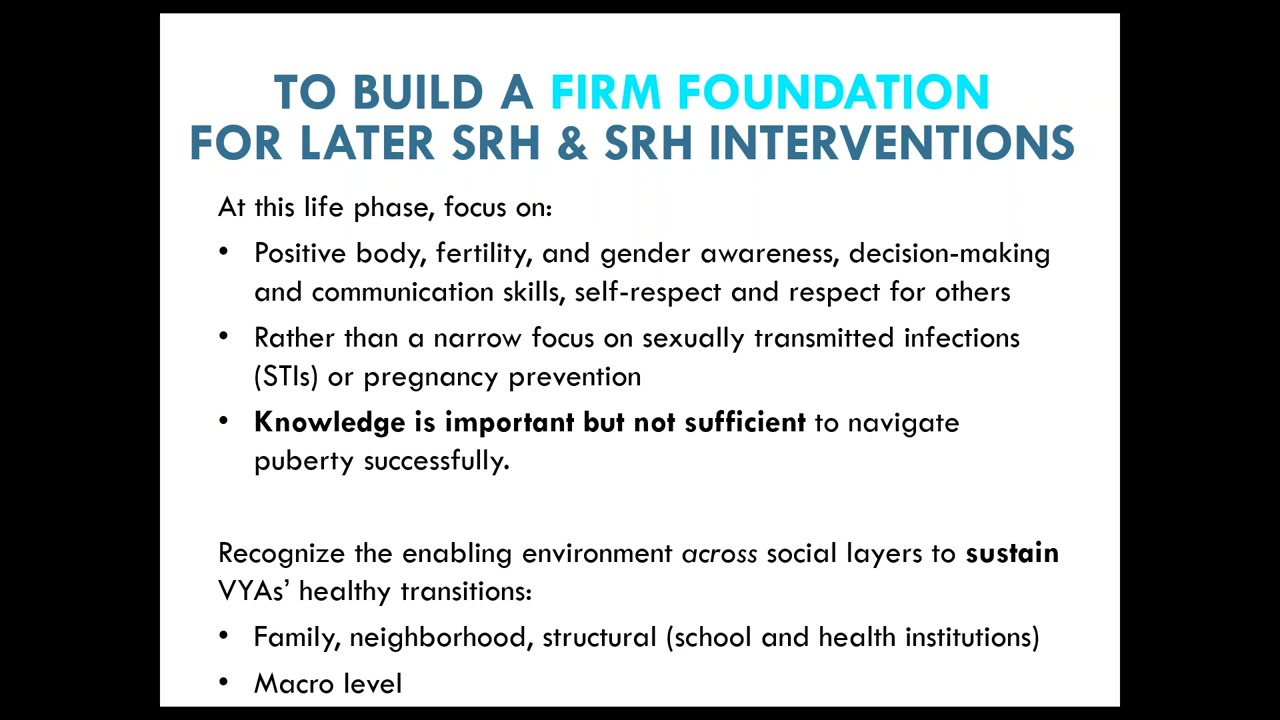 TO BUILD A FIRM FOUNDATION
FOR LATER SRH & SRH INTERVENTIONS
At this life phase, focus on:
• Positive body, fertility, and gender awareness, decision-making
and communication skills, self-respect and respect for others
• Rather than a narrow focus on sexually transmitted infections
(STIs) or pregnancy prevention
• Knowledge is important but not sufficient to navigate
puberty successfully.
Recognize the enabling environment across social layers to sustain
VYAs’ healthy transitions:
• Family, neighborhood, structural (school and health institutions)
• Macro level